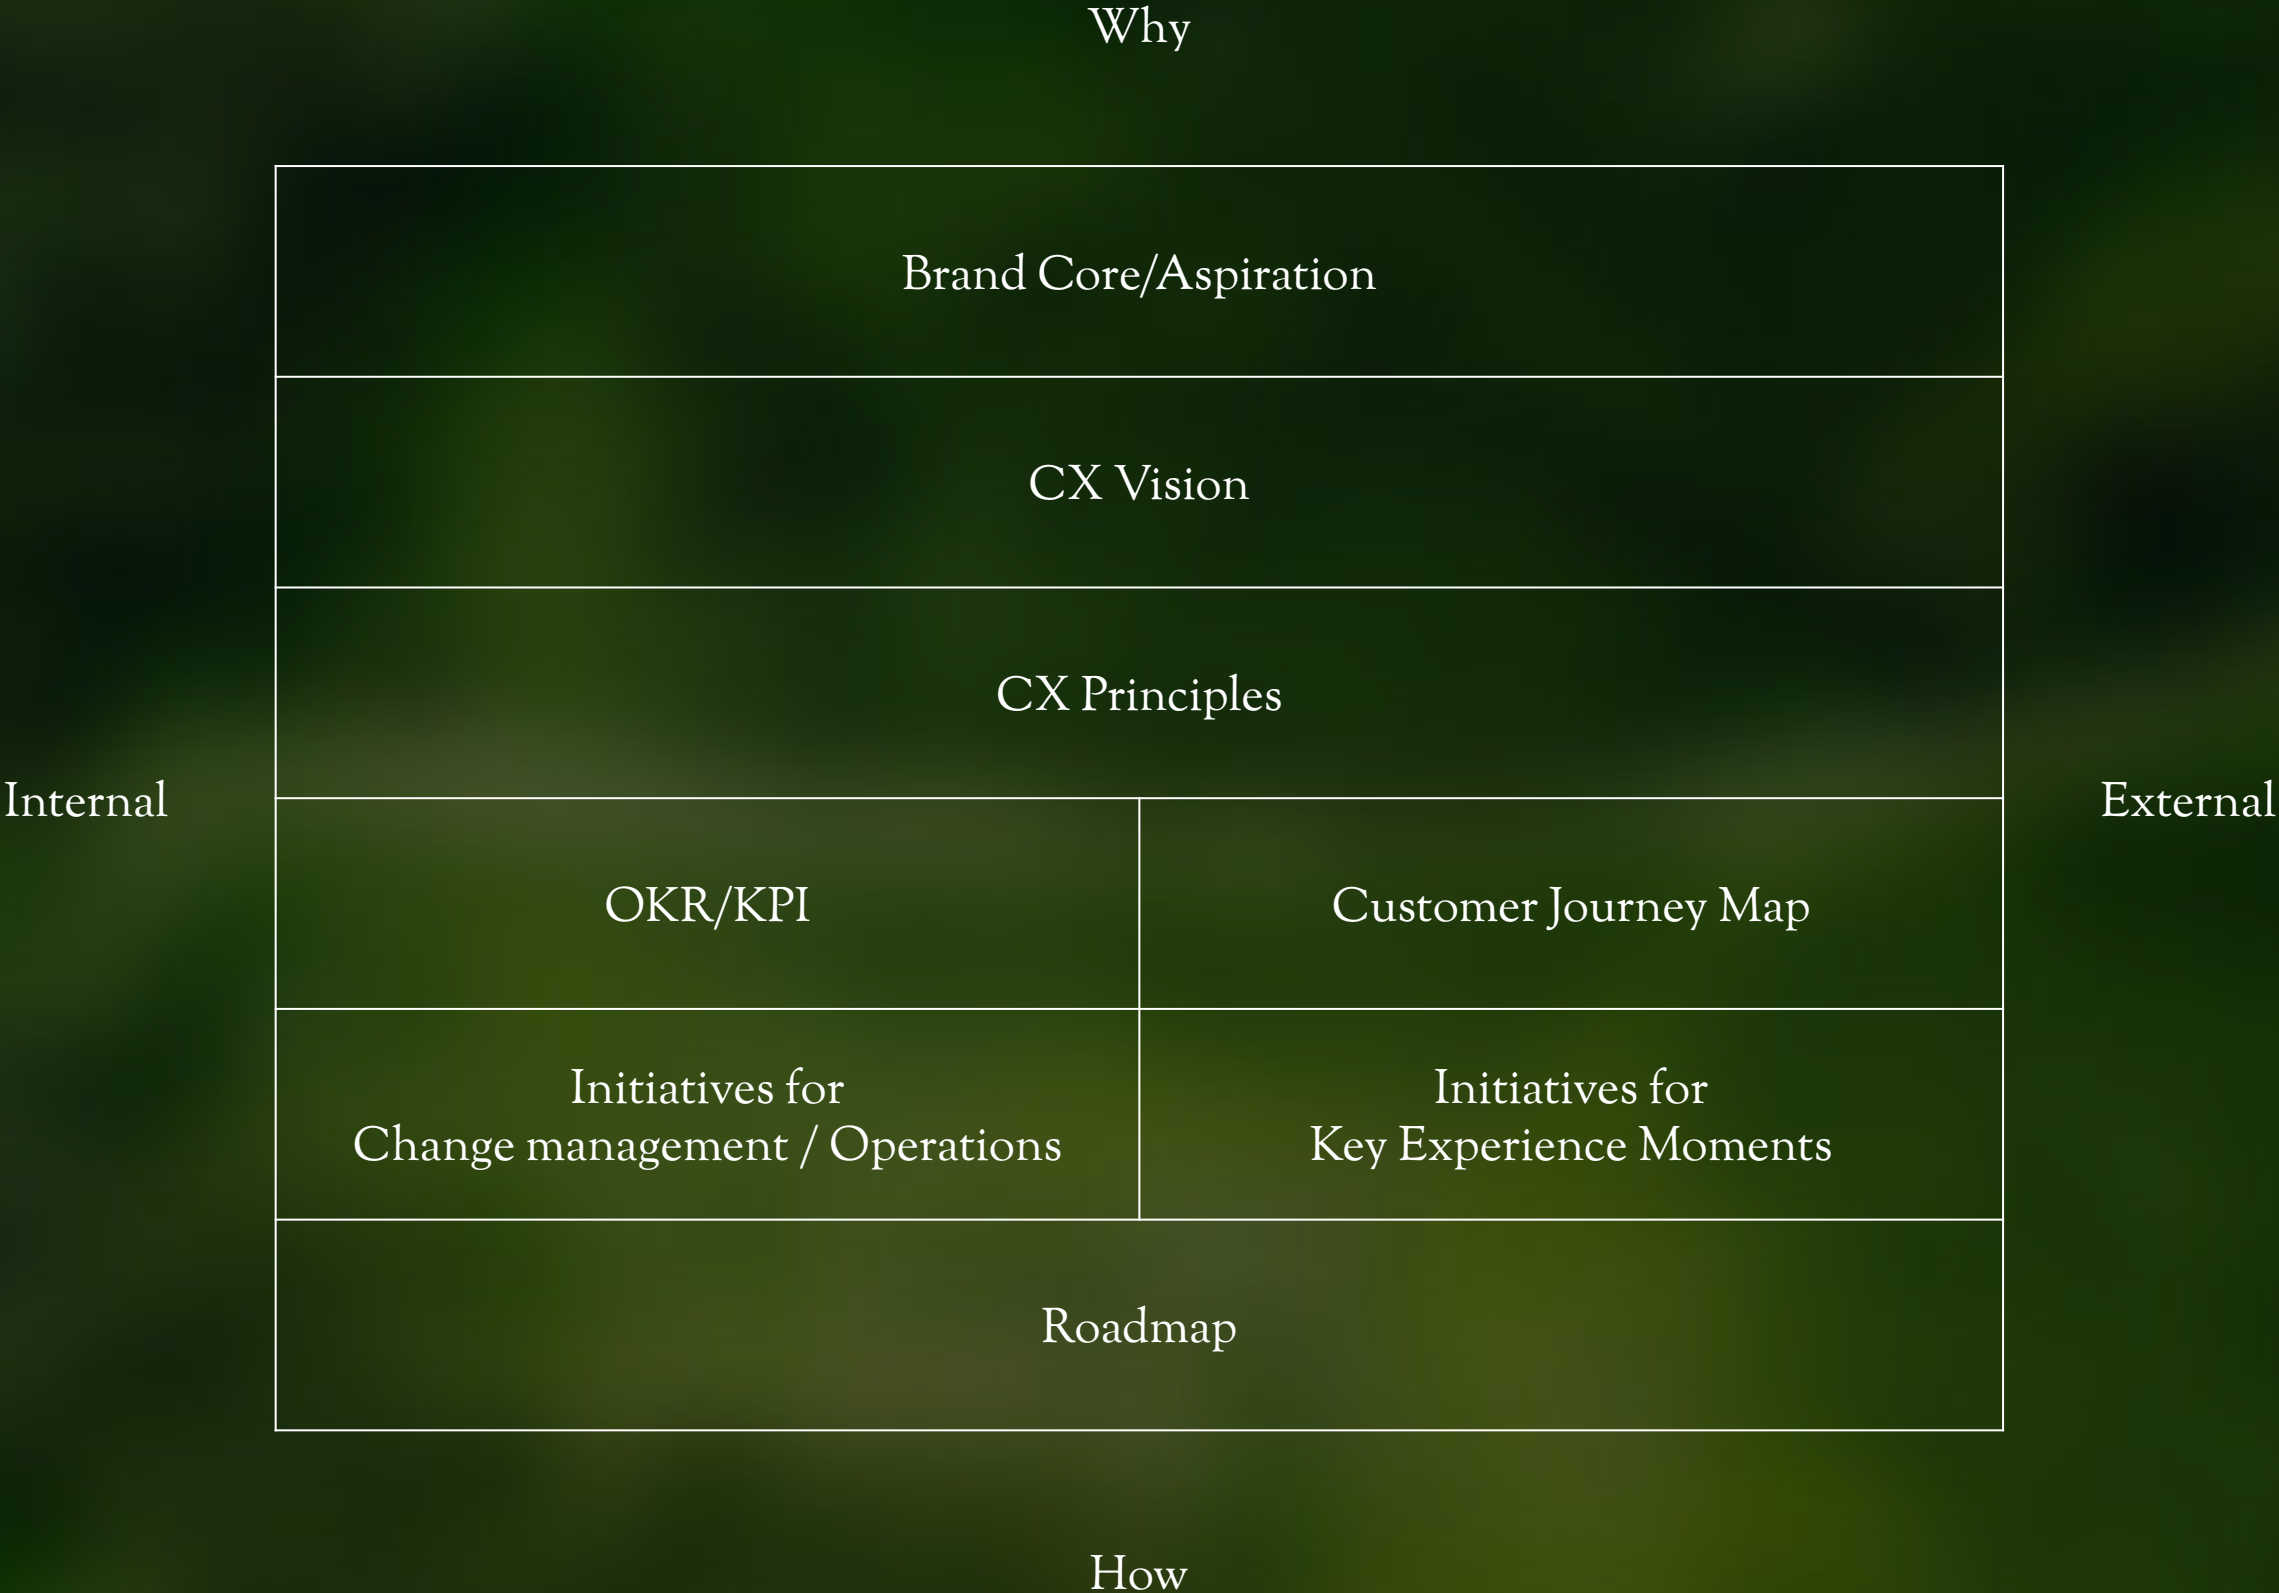 Why
Brand Core/Aspiration
CX Vision
CX Principles
Internal
External
OKR/KPI
Customer Journey Map
Initiatives for
Change management / Operations
Initiatives for
Key Experience Moments
Roadmap
How